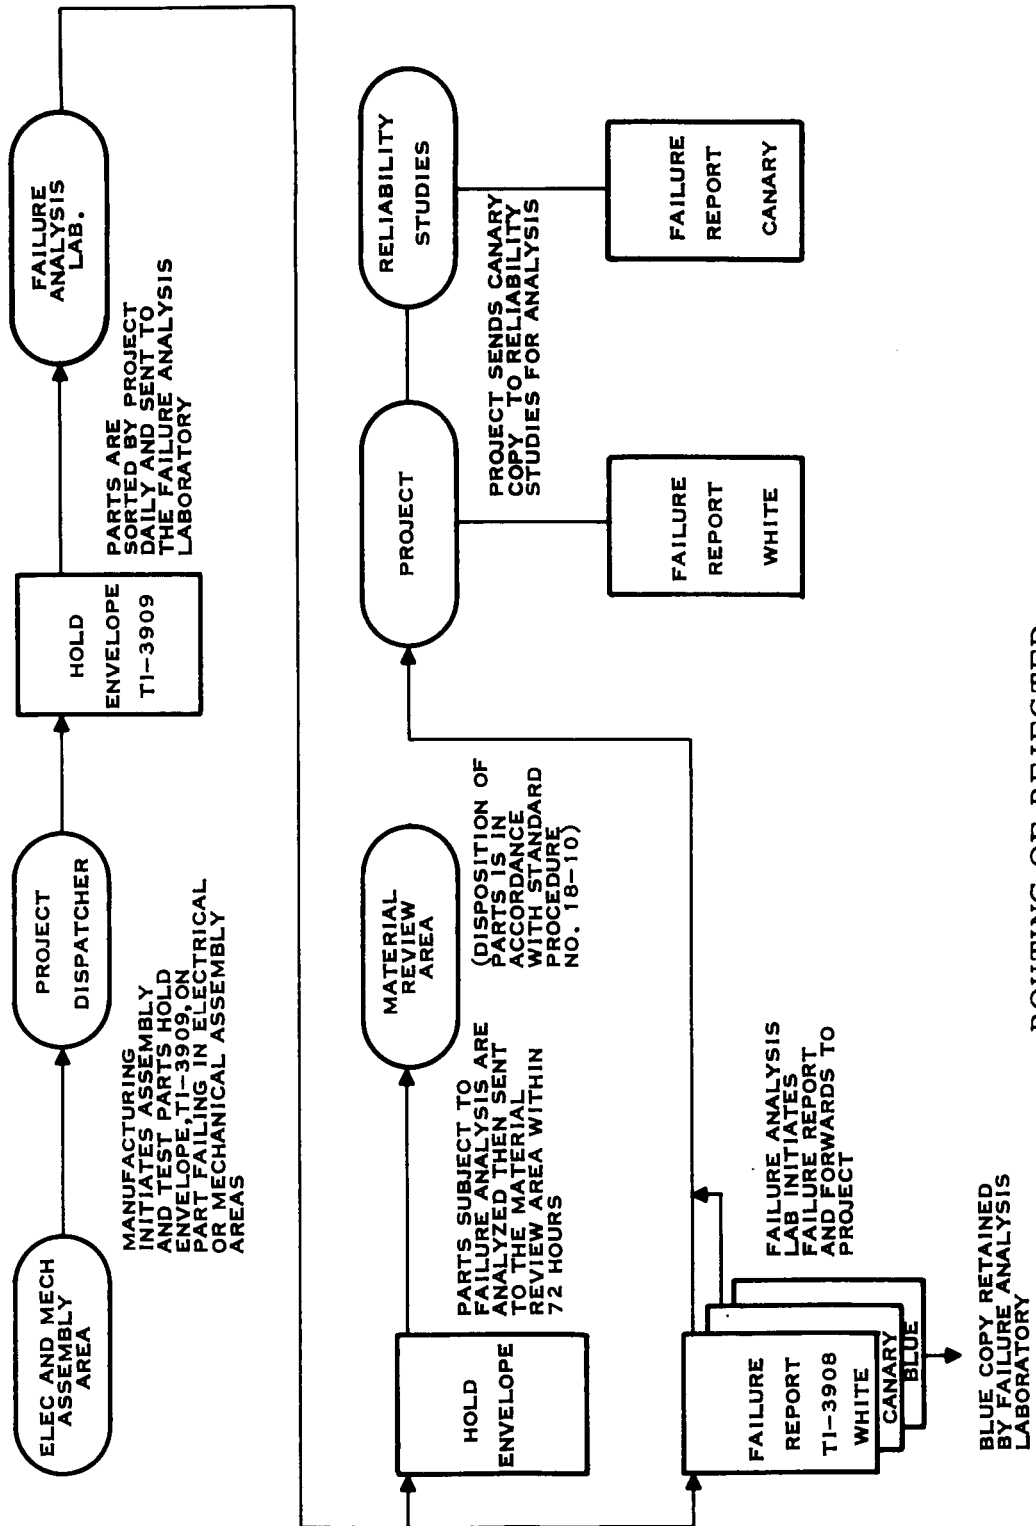 ELEC AND MECH
ASSEMBLY
AREA
MANUFACTURING
INITIATES ASSEMBLY
AND TEST PARTS HOLD
ENVELOPE,TI-3909,ON
PART FAILING IN ELECTRICAL
OR MECHANICAL ASSEMBLY
AREAS
PROJECT
DISPATCHER
HOLD
ENVELOPE
TI-3909
PARTS ARE
SORTED BY PROJECT
DAILY AND SENT TO
THE FAILURE ANALYSIS
LABORATORY
FAILURE
ANALYSIS
LAB.
HOLD
ENVELOPE
PARTS SUBJECT TO
FAILURE ANALYSIS ARE
ANALYZED THEN SENT
TO THE MATERIAL
REVIEW AREA WITHIN
72 HOURS
MATERIAL
REVIEW
AREA
(DISPOSITION OF
PARTS IS IN
ACCORDANCE
WITH STANDARD
PROCEDURE
NO. 18-10)
PROJECT
PROJECT SENDS CANARY
COPY TO RELIABILITY
STUDIES FOR ANALYSIS
RELIABILITY
STUDIES
FAILURE
REPORT
WHITE
FAILURE
REPORT
CANARY
FAILURE
REPORT
TI-3908
WHITE
CANARY
BLUE
FAILURE ANALYSIS
LAB INITIATES
FAILURE REPORT
AND FORWARDS TO
PROJECT
BLUE COPY RETAINED
BY FAILURE ANALYSIS
LABORATORY
ROUTING OF REJECTED